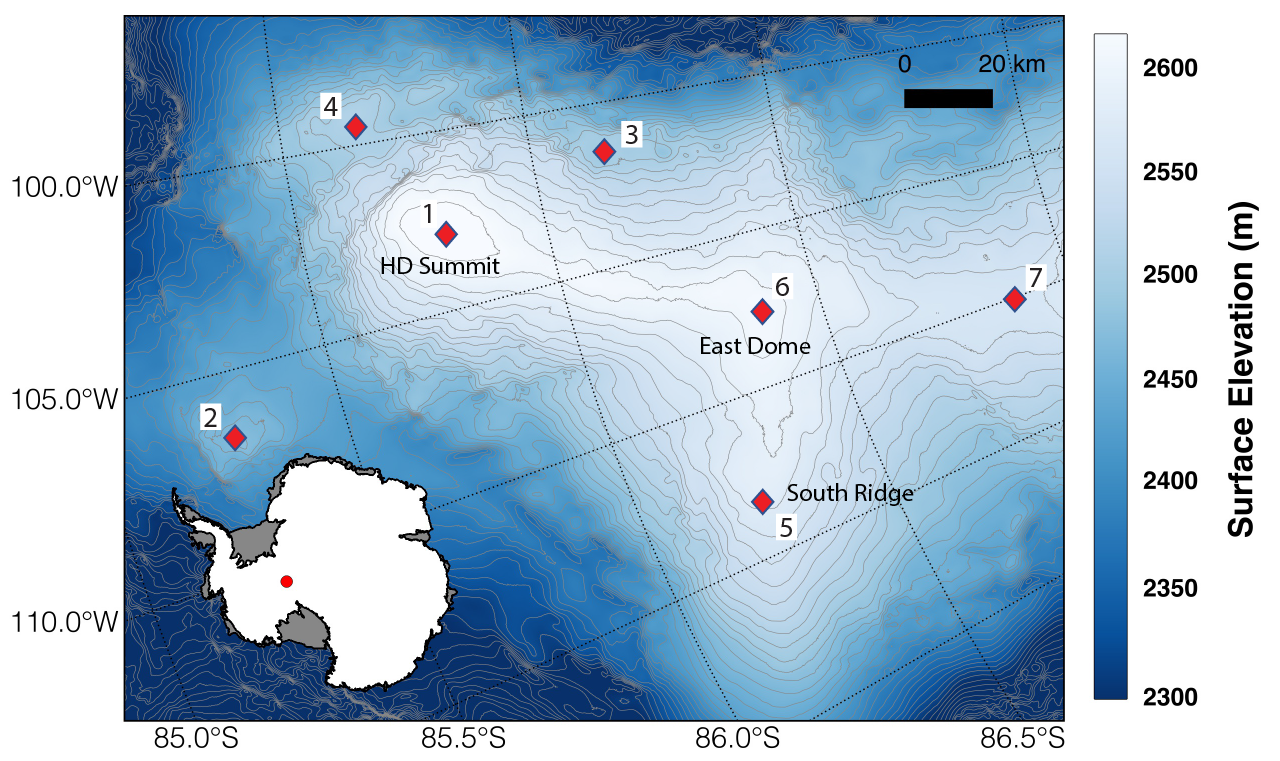 0 20 km
4
3
100.0°W
1
HD Summit
6
7
East Dome
105.0°W
2
South Ridge
5
110.0°W
85.0°S 85.5°S 86.0°S 86.5°S
2600
2550
2500
2450
2400
2350
2300
Surface Elevation (m)